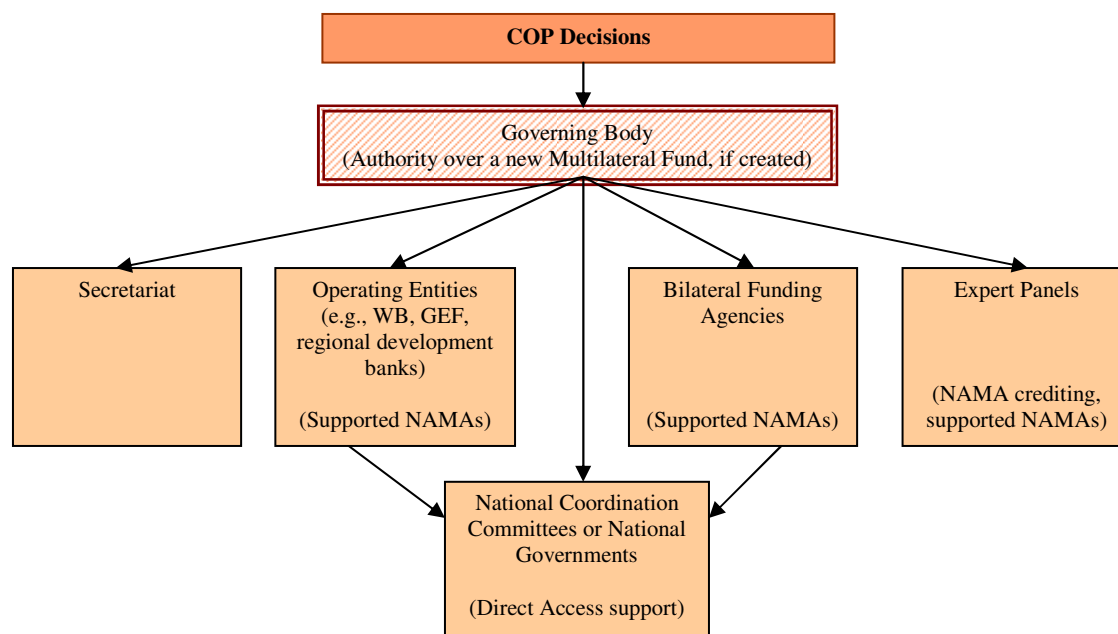 COP Decisions
Governing Body
(Authority over a new Multilateral Fund, if created)
Secretariat
Operating Entities
(e.g., WB, GEF,
regional development
banks)
(Supported NAMAs)
Bilateral Funding
Agencies
(Supported NAMAs)
Expert Panels
(NAMA crediting,
supported NAMAs)
National Coordination
Committees or National
Governments
(Direct Access support)